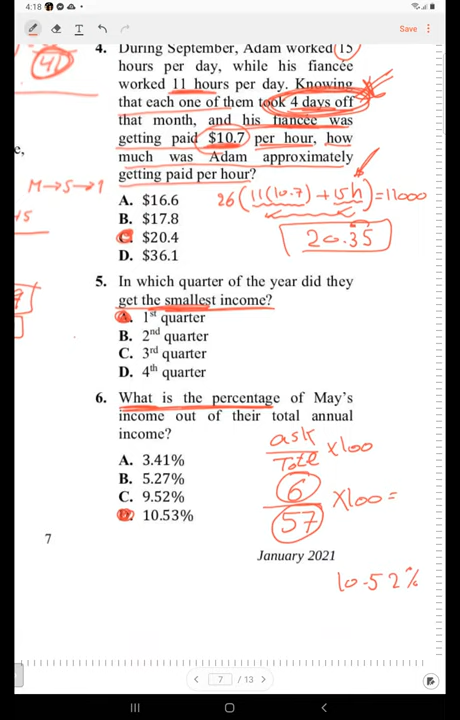 4:18
Save
4. During September, Adam worked 15
hours per day, while his fiancée
worked 11 hours per day. Knowing
that each one of them took 4 days off
that month, and his fiancée was
getting paid $10.7 per hour, how
much was Adam approximately
getting paid per hour?
41
e,
M→S→1
45
26(11(10.7) + 15h) = 11000
20.35
A. $16.6
B. $17.8
C. $20.4
D. $36.1
5. In which quarter of the year did they
get the smallest income?
A. 1st quarter
B. 2nd quarter
C. 3rd quarter
D. 4th quarter
6. What is the percentage of May's
income out of their total annual
income?
A. 3.41%
B. 5.27%
C. 9.52%
D. 10.53%
ask
Tote x100
6
57 x100=
10.52%
7
January 2021
7 / 13